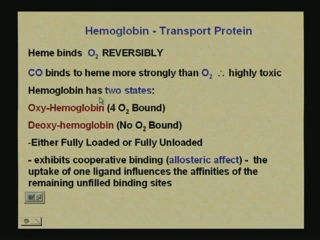 Hemoglobin - Transport Protein
Heme binds O₂ REVERSIBLY
CO binds to heme more strongly than O₂ ∴ highly toxic
Hemoglobin has two states:
Oxy-Hemoglobin (4 O₂ Bound)
Deoxy-hemoglobin (No O₂ Bound)
-Either Fully Loaded or Fully Unloaded
- exhibits cooperative binding (allosteric affect) - the
uptake of one ligand influences the affinities of the
remaining unfilled binding sites